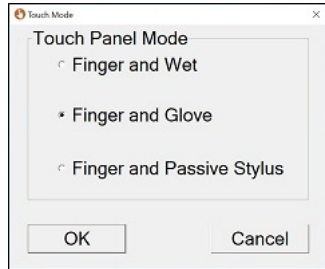 Touch Mode
Touch Panel Mode
Finger and Wet
Finger and Glove
Finger and Passive Stylus
OK Cancel